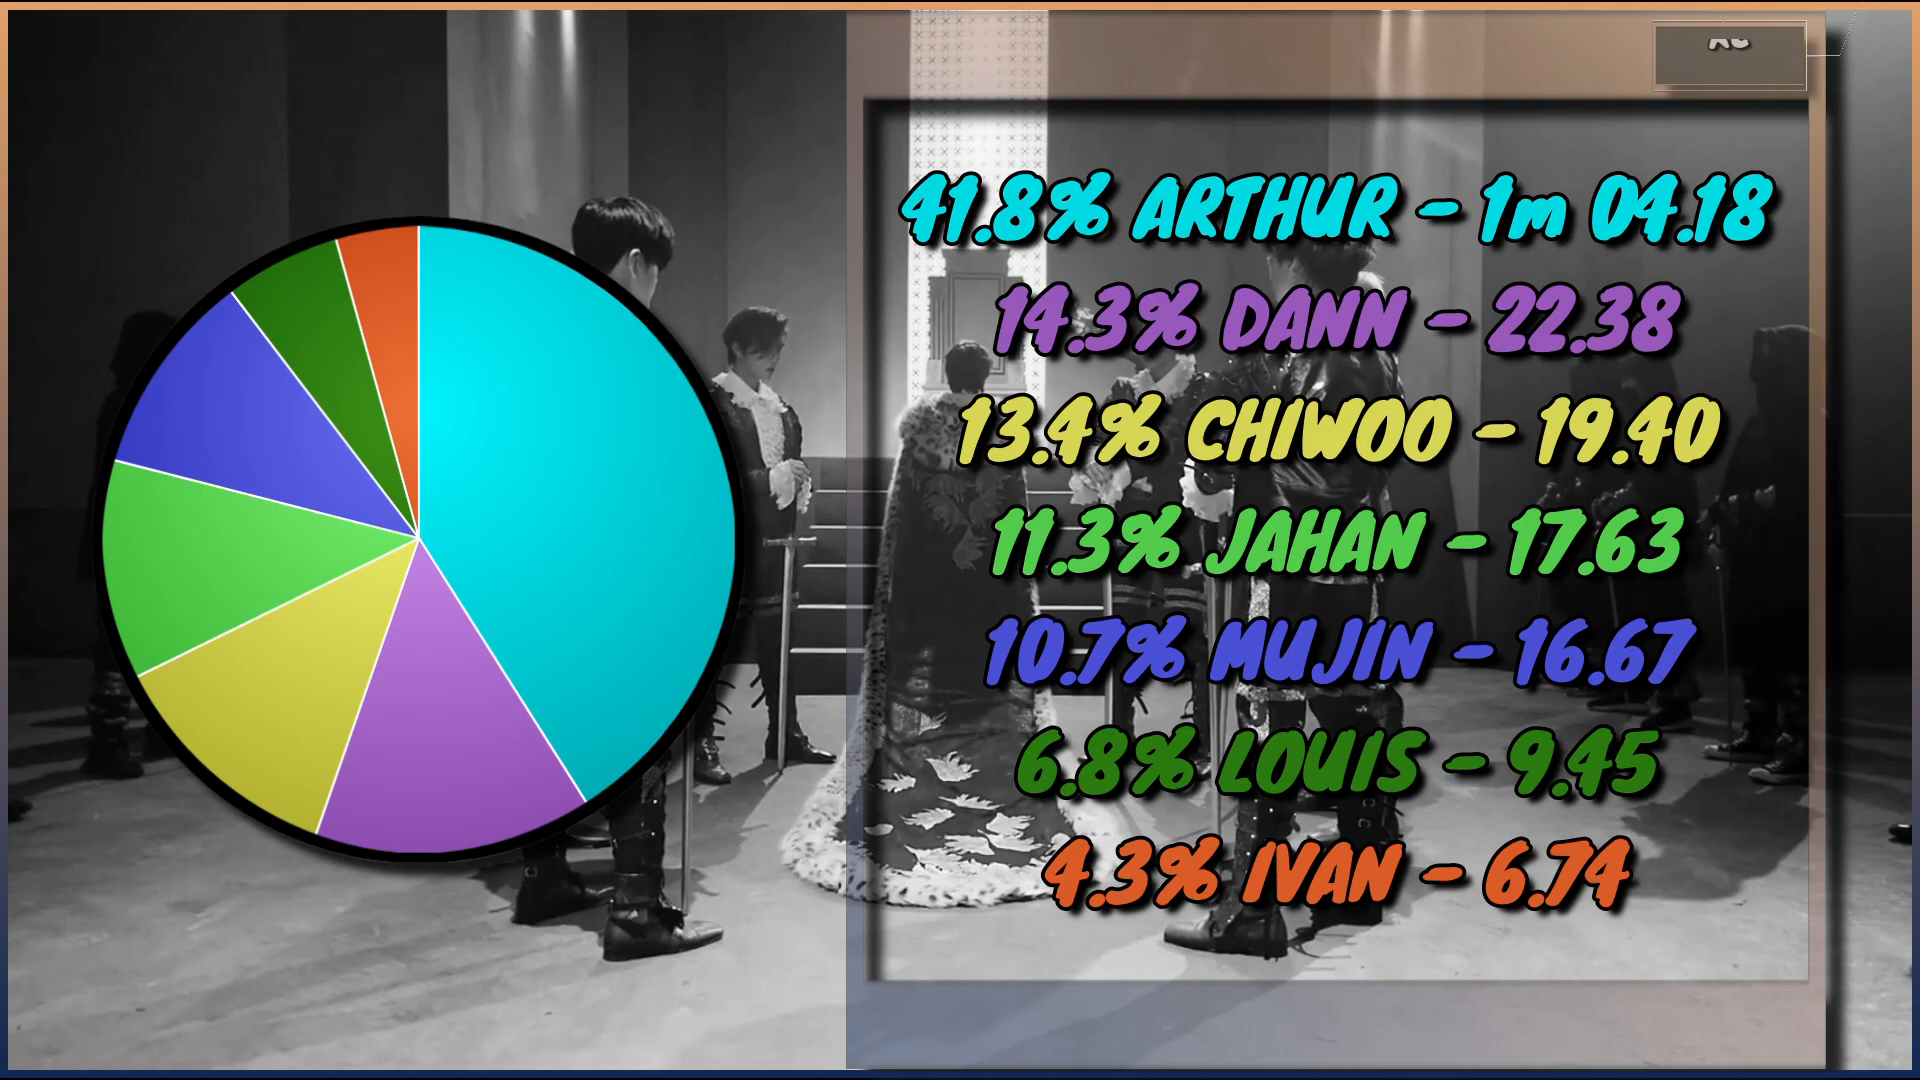 41.8% ARTHUR - 1m 04.18
14.3% DANN - 22.38
13.4% CHIWOO - 19.40
11.3% JAHAN - 17.63
10.7% MUJIN - 16.67
6.8% LOUIS - 9.45
4.3% IVAN - 6.74